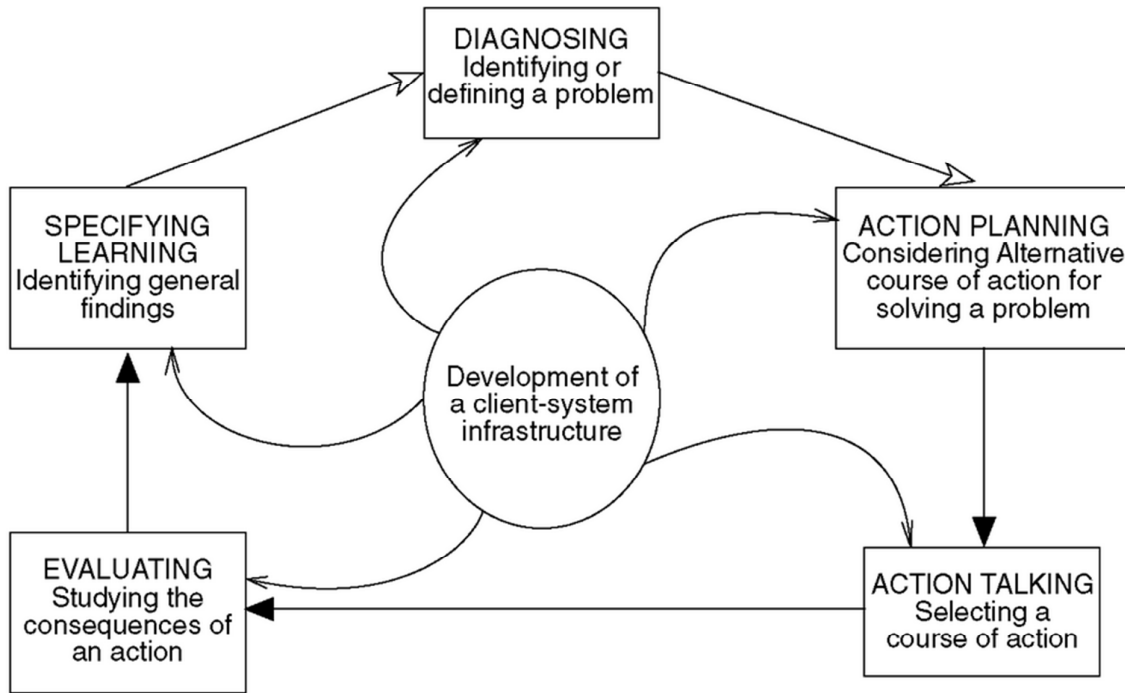 DIAGNOSING
Identifying or
defining a problem
SPECIFYING
LEARNING
Identifying general
findings
ACTION PLANNING
Considering Alternative
course of action for
solving a problem
Development of
a client-system
infrastructure
EVALUATING
Studying the
consequences of
an action
ACTION TALKING
Selecting a
course of action